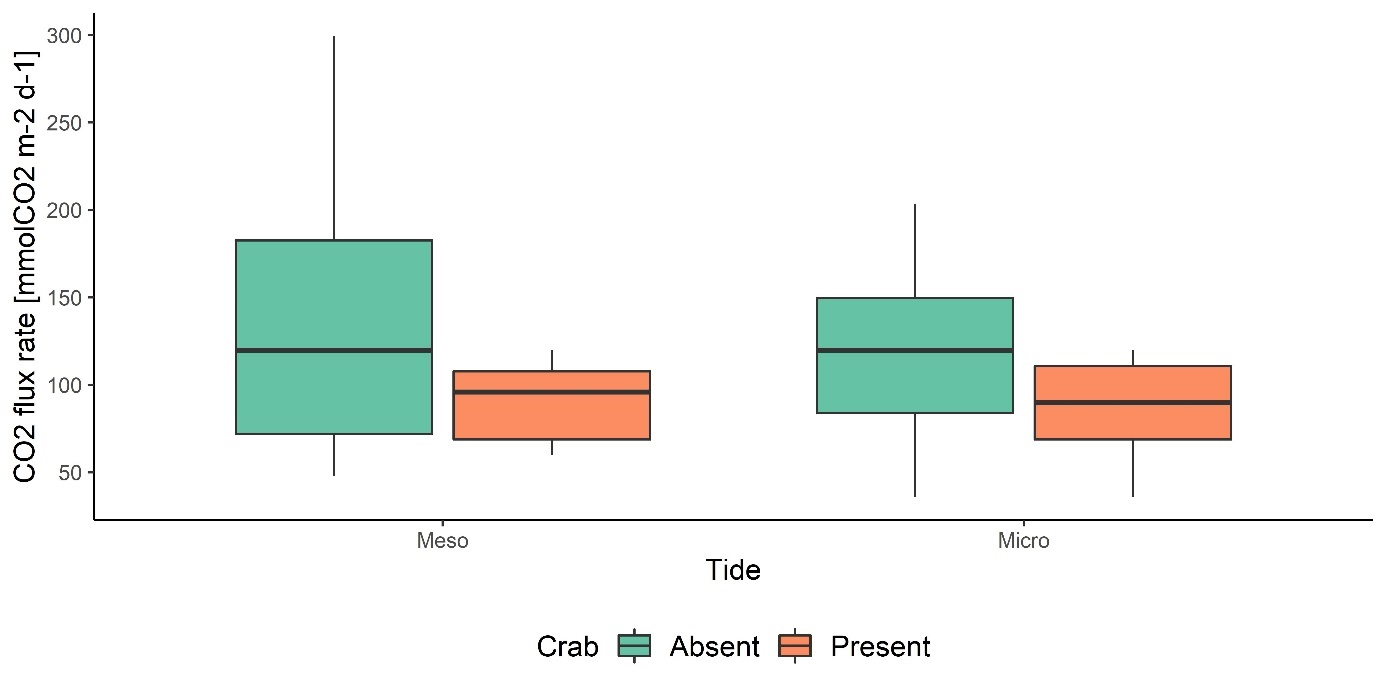 CO2 flux rate [mmolCO2 m-2 d-1]
300
250
200
150
100
50
Meso Micro
Tide
Crab Absent Present